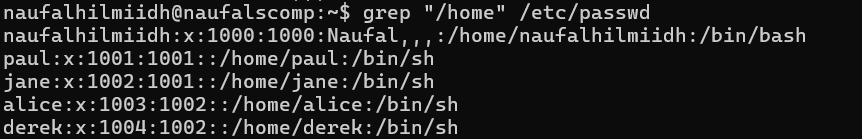 naufalhilmiidh@naufalscomp:~$ grep "/home" /etc/passwd
naufalhilmiidh:x:1000:1000:Naufal,,,:/home/naufalhilmiidh:/bin/bash
paul:x:1001:1001::/home/paul:/bin/sh
jane:x:1002:1001::/home/jane:/bin/sh
alice:x:1003:1002::/home/alice:/bin/sh
derek:x:1004:1002::/home/derek:/bin/sh